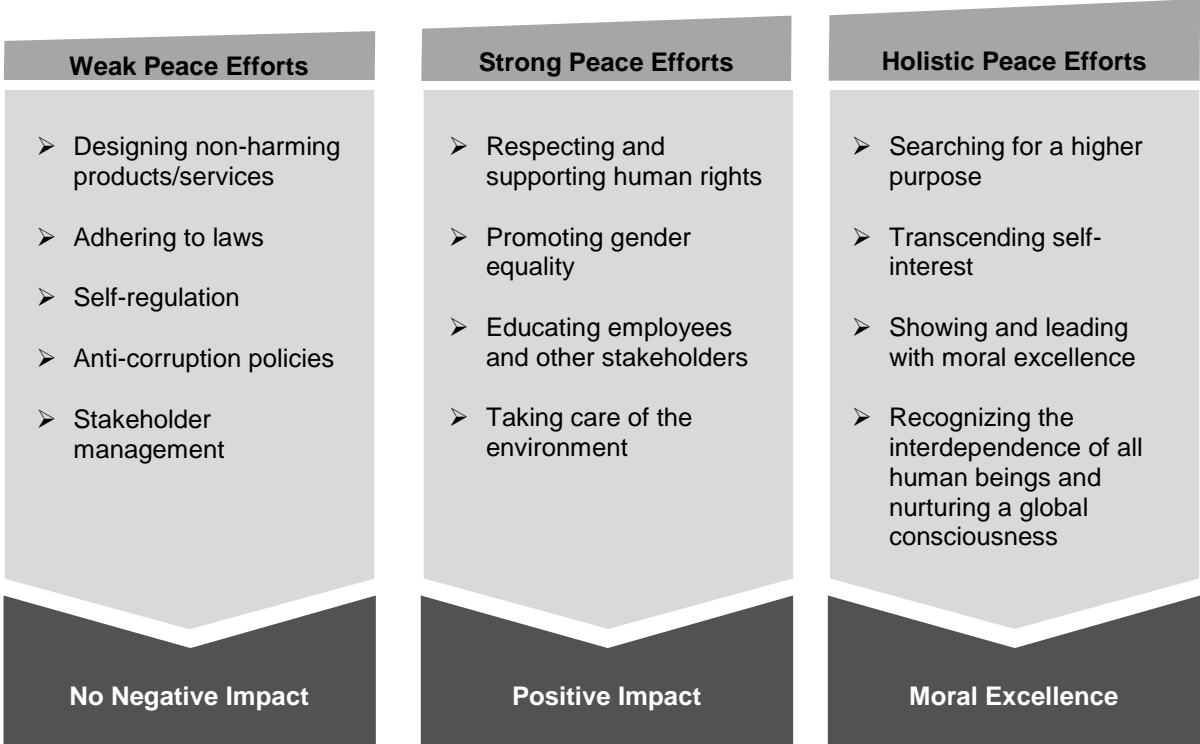 Weak Peace Efforts
➢ Designing non-harming
products/services
➢ Adhering to laws
➢ Self-regulation
➢ Anti-corruption policies
➢ Stakeholder
management
No Negative Impact
Strong Peace Efforts
➢ Respecting and
supporting human rights
➢ Promoting gender
equality
➢ Educating employees
and other stakeholders
➢ Taking care of the
environment
Positive Impact
Holistic Peace Efforts
➢ Searching for a higher
purpose
➢ Transcending self-
interest
➢ Showing and leading
with moral excellence
➢ Recognizing the
interdependence of all
human beings and
nurturing a global
consciousness
Moral Excellence